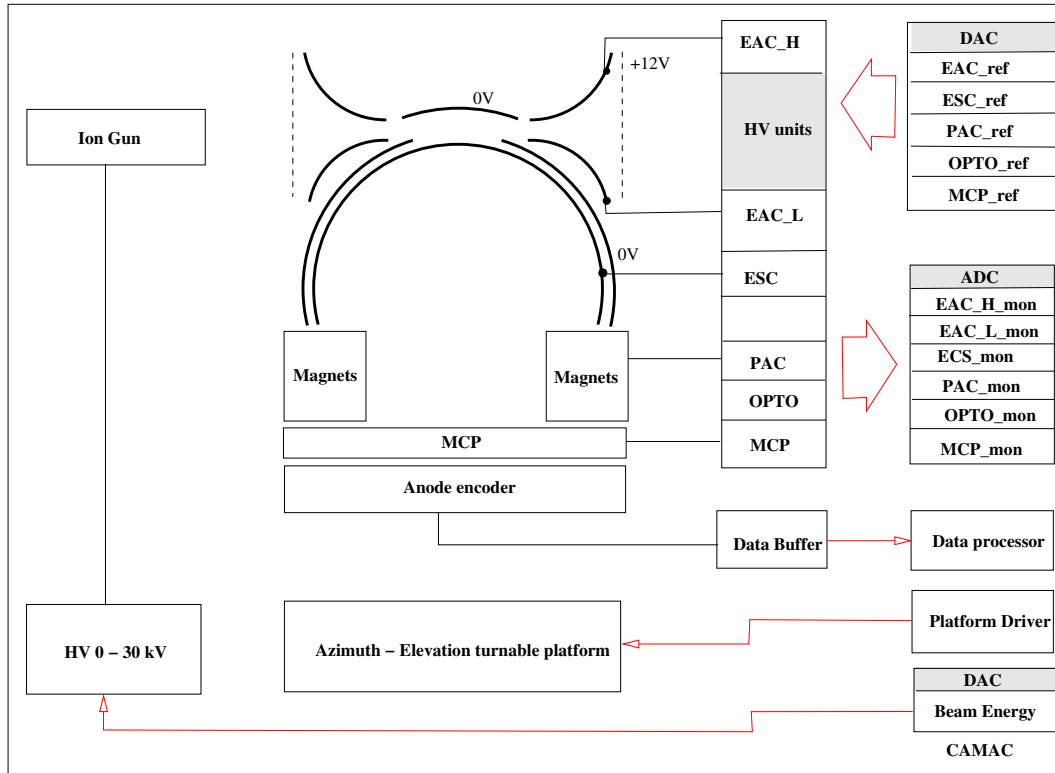 Ion Gun
HV 0 – 30 kV
+12V
0V
0V
Magnets
Magnets
MCP
Anode encoder
Azimuth – Elevation turnable platform
EAC_H
HV units
EAC_L
ESC
PAC
OPTO
MCP
Data Buffer
DAC
EAC_ref
ESC_ref
PAC_ref
OPTO_ref
MCP_ref
ADC
EAC_H_mon
EAC_L_mon
ECS_mon
PAC_mon
OPTO_mon
MCP_mon
Data processor
Platform Driver
DAC
Beam Energy
CAMAC